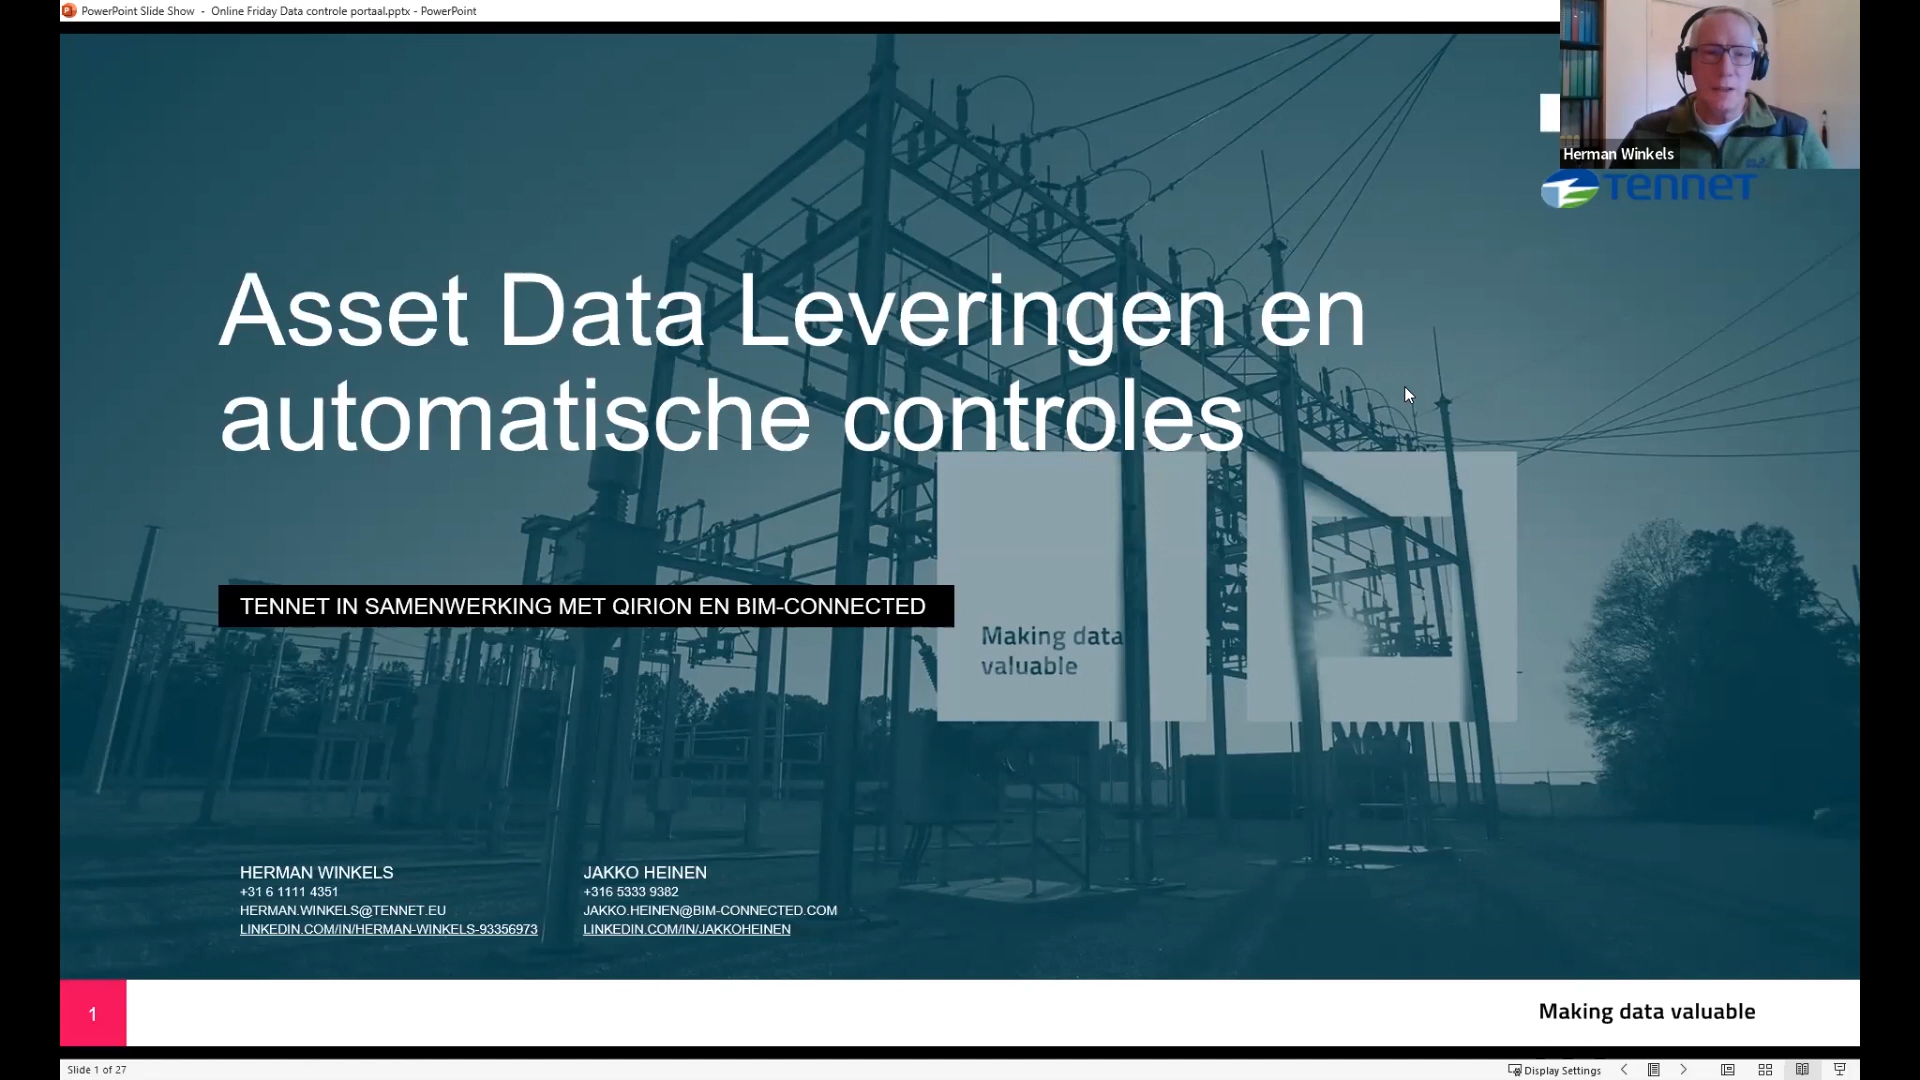 PowerPoint Slide Show - Online Friday Data controle portaal.pptx - PowerPoint
Herman Winkels
TenneT
Asset Data Leveringen en
automatische controles
TENNET IN SAMENWERKING MET QIRION EN BIM-CONNECTED
Making data
valuable
HERMAN WINKELS
+31 6 1111 4351
HERMAN.WINKELS@TENNET.EU
LINKEDIN.COM/IN/HERMAN-WINKELS-93356973
JAKKO HEINEN
+316 5333 9382
JAKKO.HEINEN@BIM-CONNECTED.COM
LINKEDIN.COM/IN/JAKKOHEINEN
1
Making data valuable
Slide 1 of 27
Display Settings